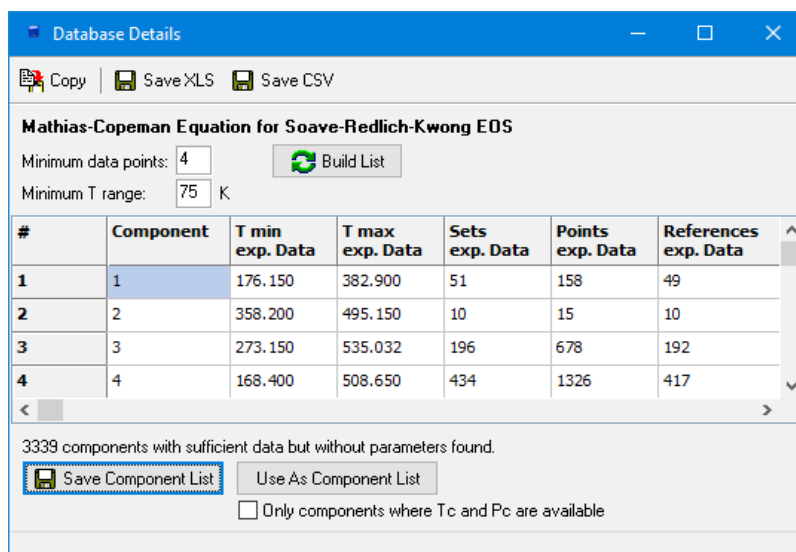 Database Details
Copy Save XLS Save CSV
Mathias-Copeman Equation for Soave-Redlich-Kwong EOS
Minimum data points: 4 Build List
Minimum T range: 75 K
# Component T min exp. Data T max exp. Data Sets exp. Data Points exp. Data References exp. Data
1 1 176.150 382.900 51 158 49
2 2 358.200 495.150 10 15 10
3 3 273.150 535.032 196 678 192
4 4 168.400 508.650 434 1326 417
3339 components with sufficient data but without parameters found.
Save Component List Use As Component List
Only components where Tc and Pc are available